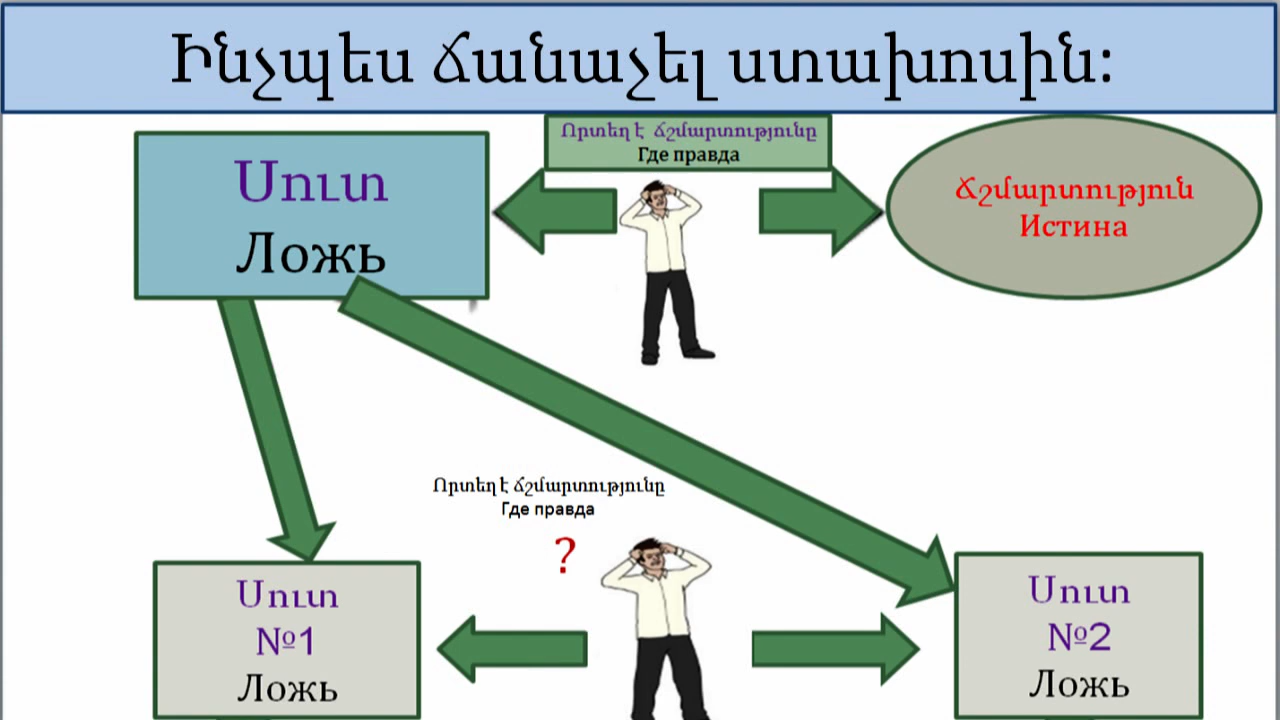 Ինչպես ճանաչել ստախոսին:
Որտեղ է ճշմարտությունը
Где правда
Սուտ
Ложь
Ճշմարտություն
Истина
Որտեղ է ճշմարտությունը
Где правда
?
Սուտ
№1
Ложь
Սուտ
№2
Ложь